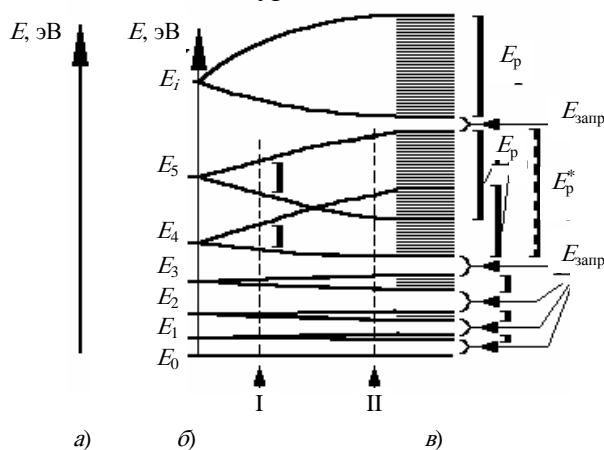 E, эВ
E, эВ
E_i
E_5
E_4
E_3
E_2
E_1
E_0
E_р
E_запр
E_р
E_р^*
E_запр
I
II
а)
б)
в)